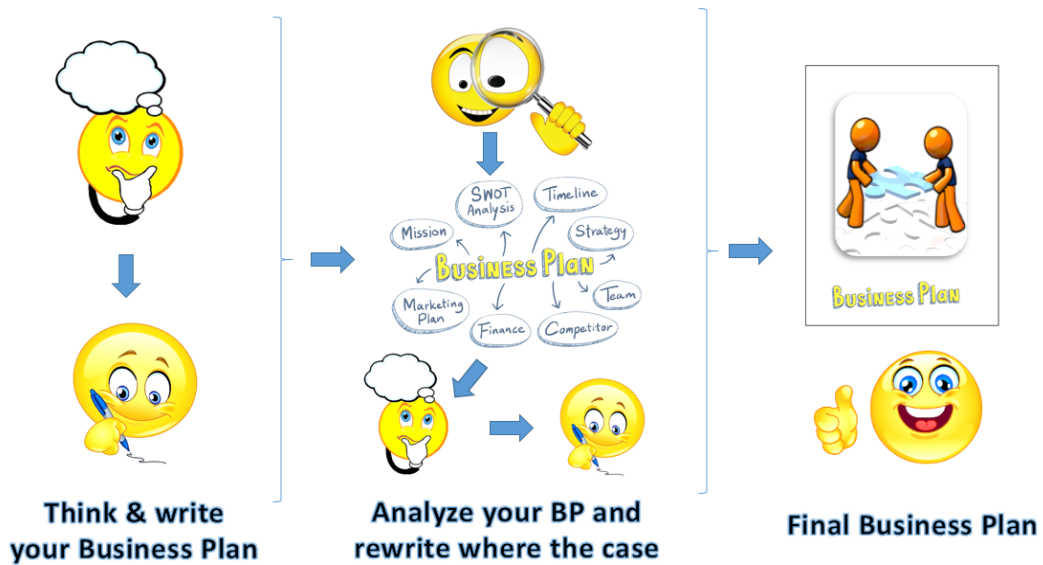 SWOT
Analysis
Timeline
Mission
Strategy
Business Plan
Marketing
Plan
Team
Finance
Competitor
Business Plan
Think & write
your Business Plan
Analyze your BP and
rewrite where the case
Final Business Plan